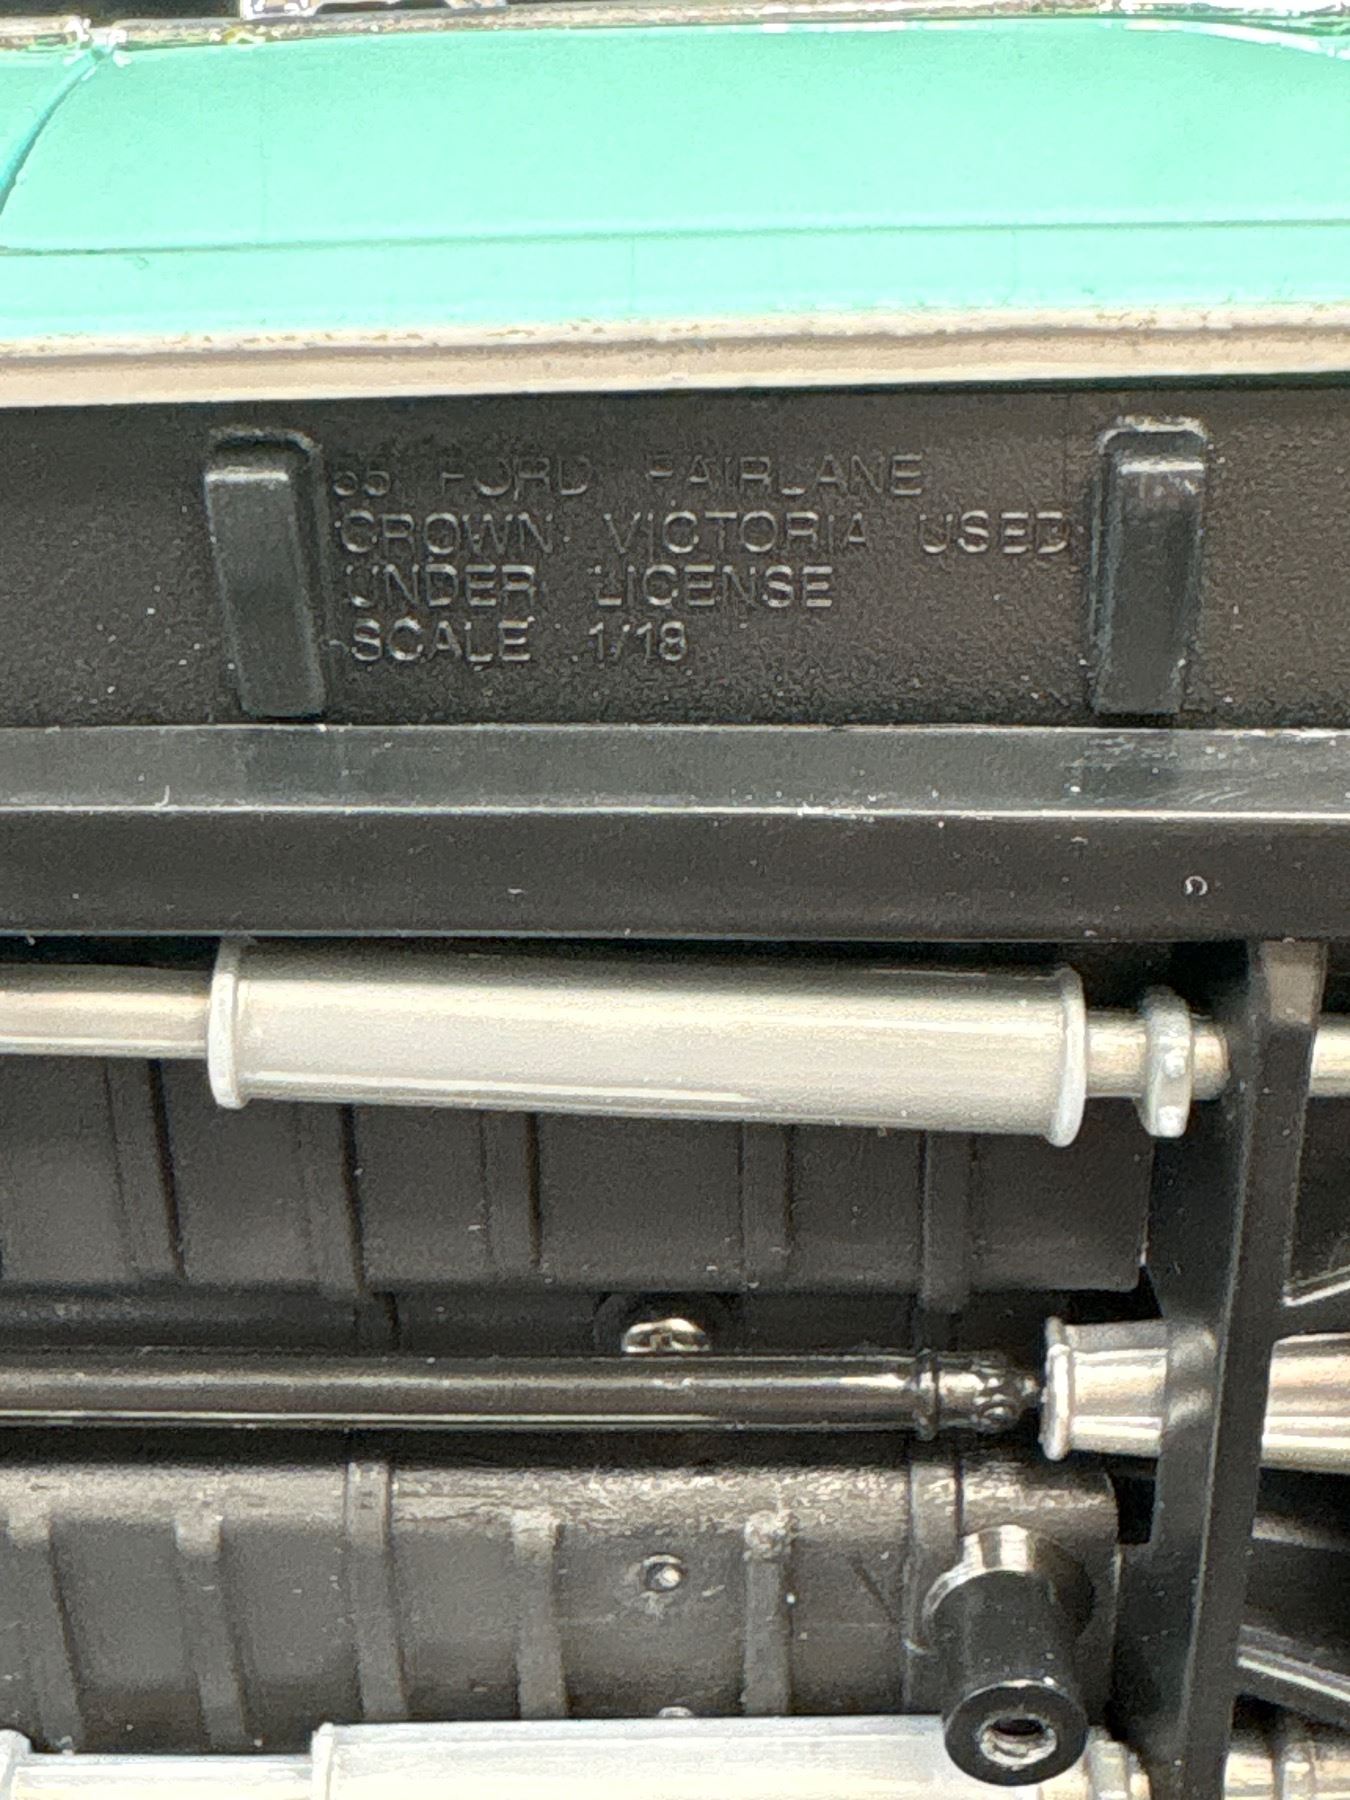 55 FORD FAIRLANE
CROWN VICTORIA USED
UNDER LICENSE
SCALE 1/18